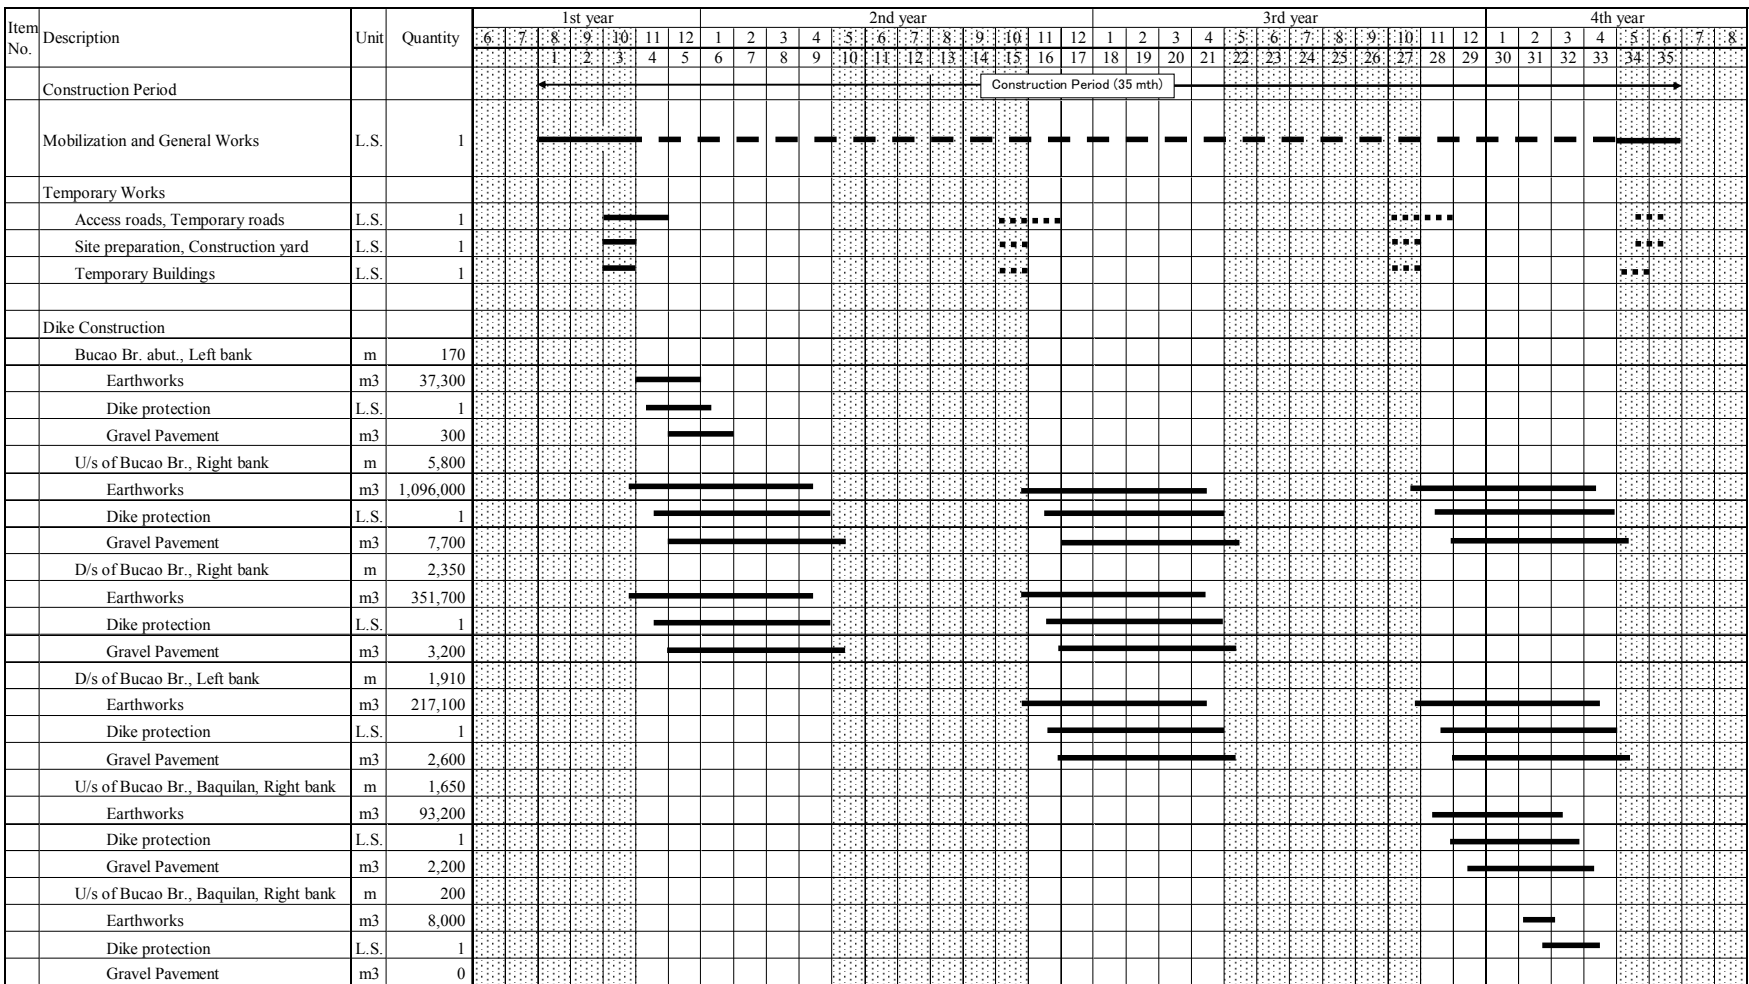 1st year 2nd year 3rd year 4th year
Item No. Description Unit Quantity 6 7 8 9 10 11 12 1 2 3 4 5 6 7 8 9 10 11 12 1 2 3 4 5 6 7 8 9 10 11 12 1 2 3 4 5 6 7 8
1 2 3 4 5 6 7 8 9 10 11 12 13 14 15 16 17 18 19 20 21 22 23 24 25 26 27 28 29 30 31 32 33 34 35
Construction Period Construction Period (35 mth)
Mobilization and General Works L.S. 1
Temporary Works
Access roads, Temporary roads L.S. 1
Site preparation, Construction yard L.S. 1
Temporary Buildings L.S. 1
Dike Construction
Bucao Br. abut., Left bank m 170
Earthworks m3 37,300
Dike protection L.S. 1
Gravel Pavement m3 300
U/s of Bucao Br., Right bank m 5,800
Earthworks m3 1,096,000
Dike protection L.S. 1
Gravel Pavement m3 7,700
D/s of Bucao Br., Right bank m 2,350
Earthworks m3 351,700
Dike protection L.S. 1
Gravel Pavement m3 3,200
D/s of Bucao Br., Left bank m 1,910
Earthworks m3 217,100
Dike protection L.S. 1
Gravel Pavement m3 2,600
U/s of Bucao Br., Baquilan, Right bank m 1,650
Earthworks m3 93,200
Dike protection L.S. 1
Gravel Pavement m3 2,200
U/s of Bucao Br., Baquilan, Right bank m 200
Earthworks m3 8,000
Dike protection L.S. 1
Gravel Pavement m3 0